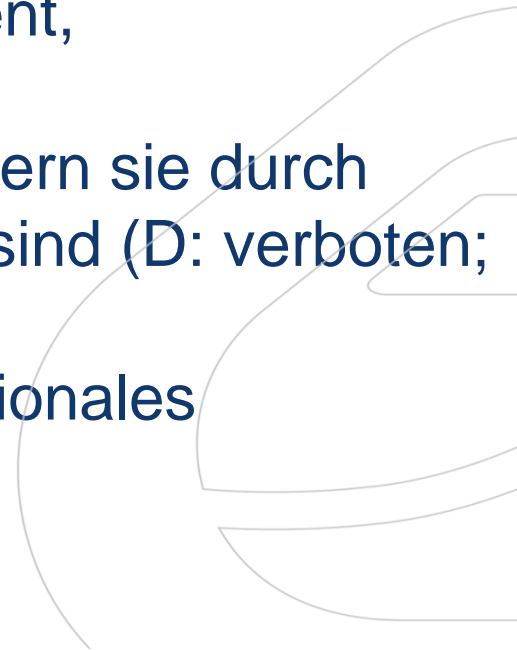 ent,
ern sie durch
sind (D: verboten;
ionales